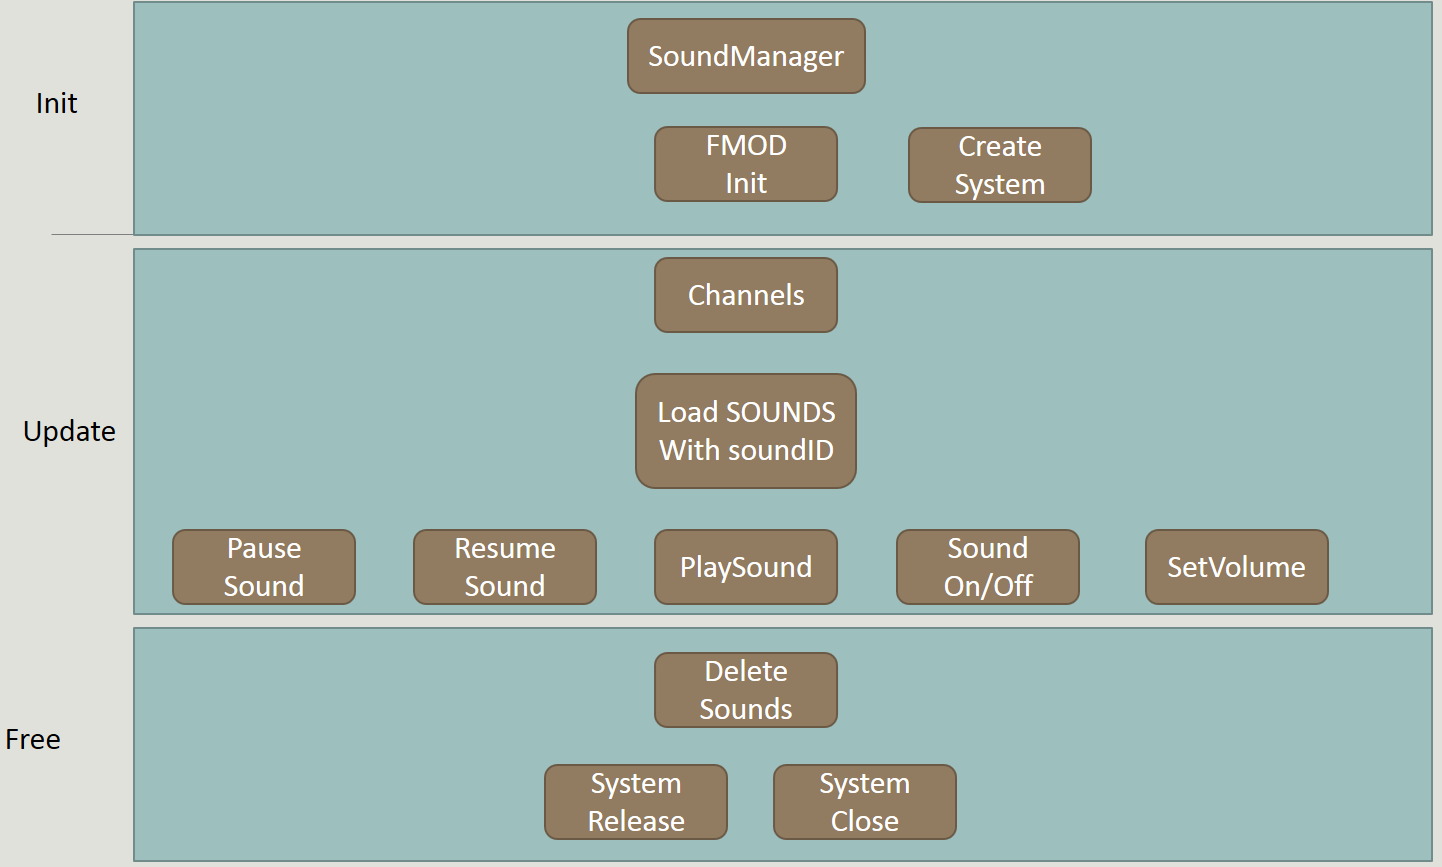 Init
SoundManager
FMOD
Init
Create
System
Update
Channels
Load SOUNDS
With soundID
Pause
Sound
Resume
Sound
PlaySound
Sound
On/Off
SetVolume
Free
Delete
Sounds
System
Release
System
Close